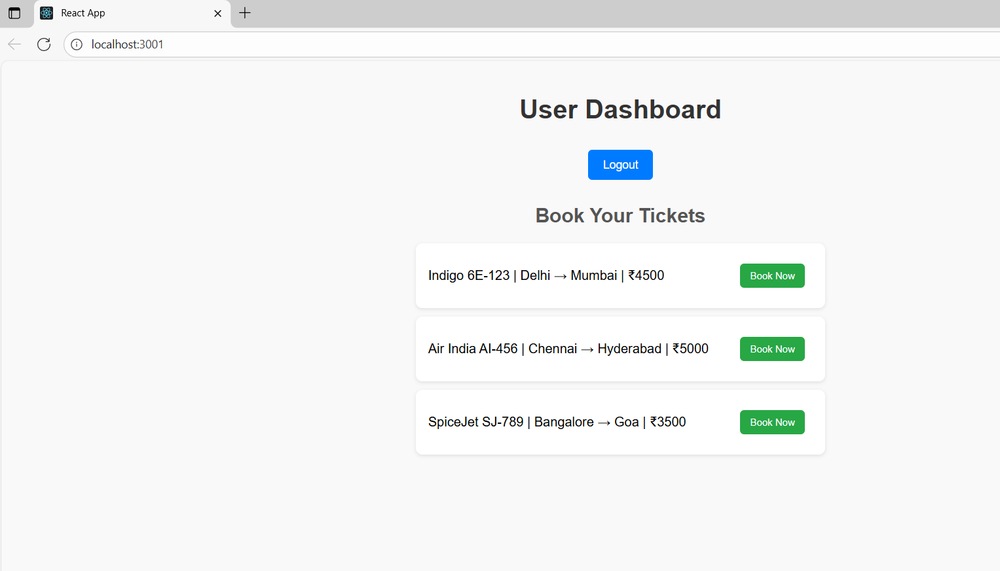 React App
localhost:3001
User Dashboard
Logout
Book Your Tickets
Indigo 6E-123 | Delhi → Mumbai | ₹4500
Book Now
Air India AI-456 | Chennai → Hyderabad | ₹5000
Book Now
SpiceJet SJ-789 | Bangalore → Goa | ₹3500
Book Now